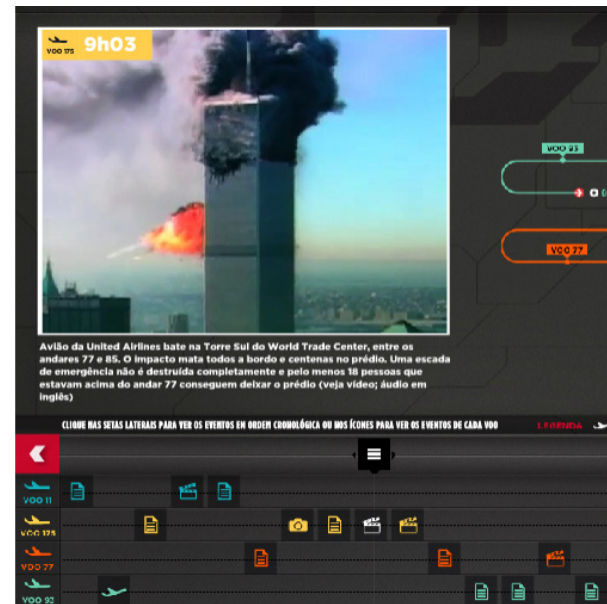 VOO 175 9h03
VOO 93
VOO 77
Avião da United Airlines bate na Torre Sul do World Trade Center, entre os
andares 77 e 85. O impacto mata todos a bordo e centenas no prédio. Uma escada
de emergência não é destruída completamente e pelo menos 18 pessoas que
estavam acima do andar 77 conseguem deixar o prédio (veja vídeo; áudio em
inglês)
CLIQUE NAS SETAS LATERAIS PARA VER OS EVENTOS EM ORDEM CRONOLÓGICA OU NOS ÍCONES PARA VER OS EVENTOS DE CADA VOO LEGENDA
VOO 11
VOO 175
VOO 77
VOO 93